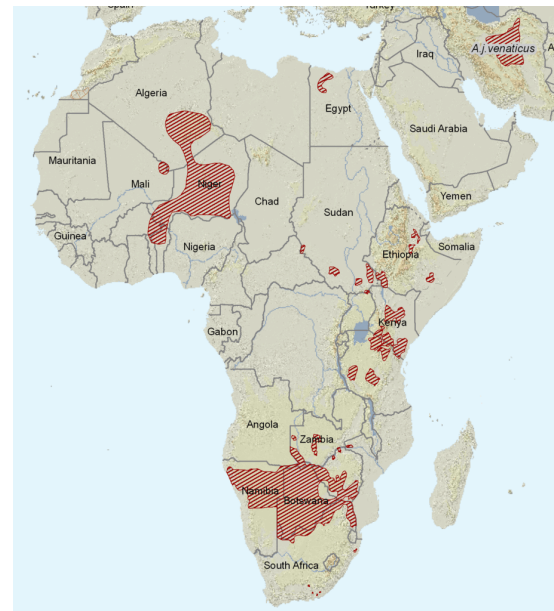 Spain
Turkey
A.j.venaticus
Iraq
Algeria
Egypt
Saudi Arabia
Mauritania
Mali
Niger
Chad
Yemen
Sudan
Guinea
Nigeria
Ethiopia
Somalia
Gabon
Kenya
Angola
Zambia
Namibia
Botswana
South Africa